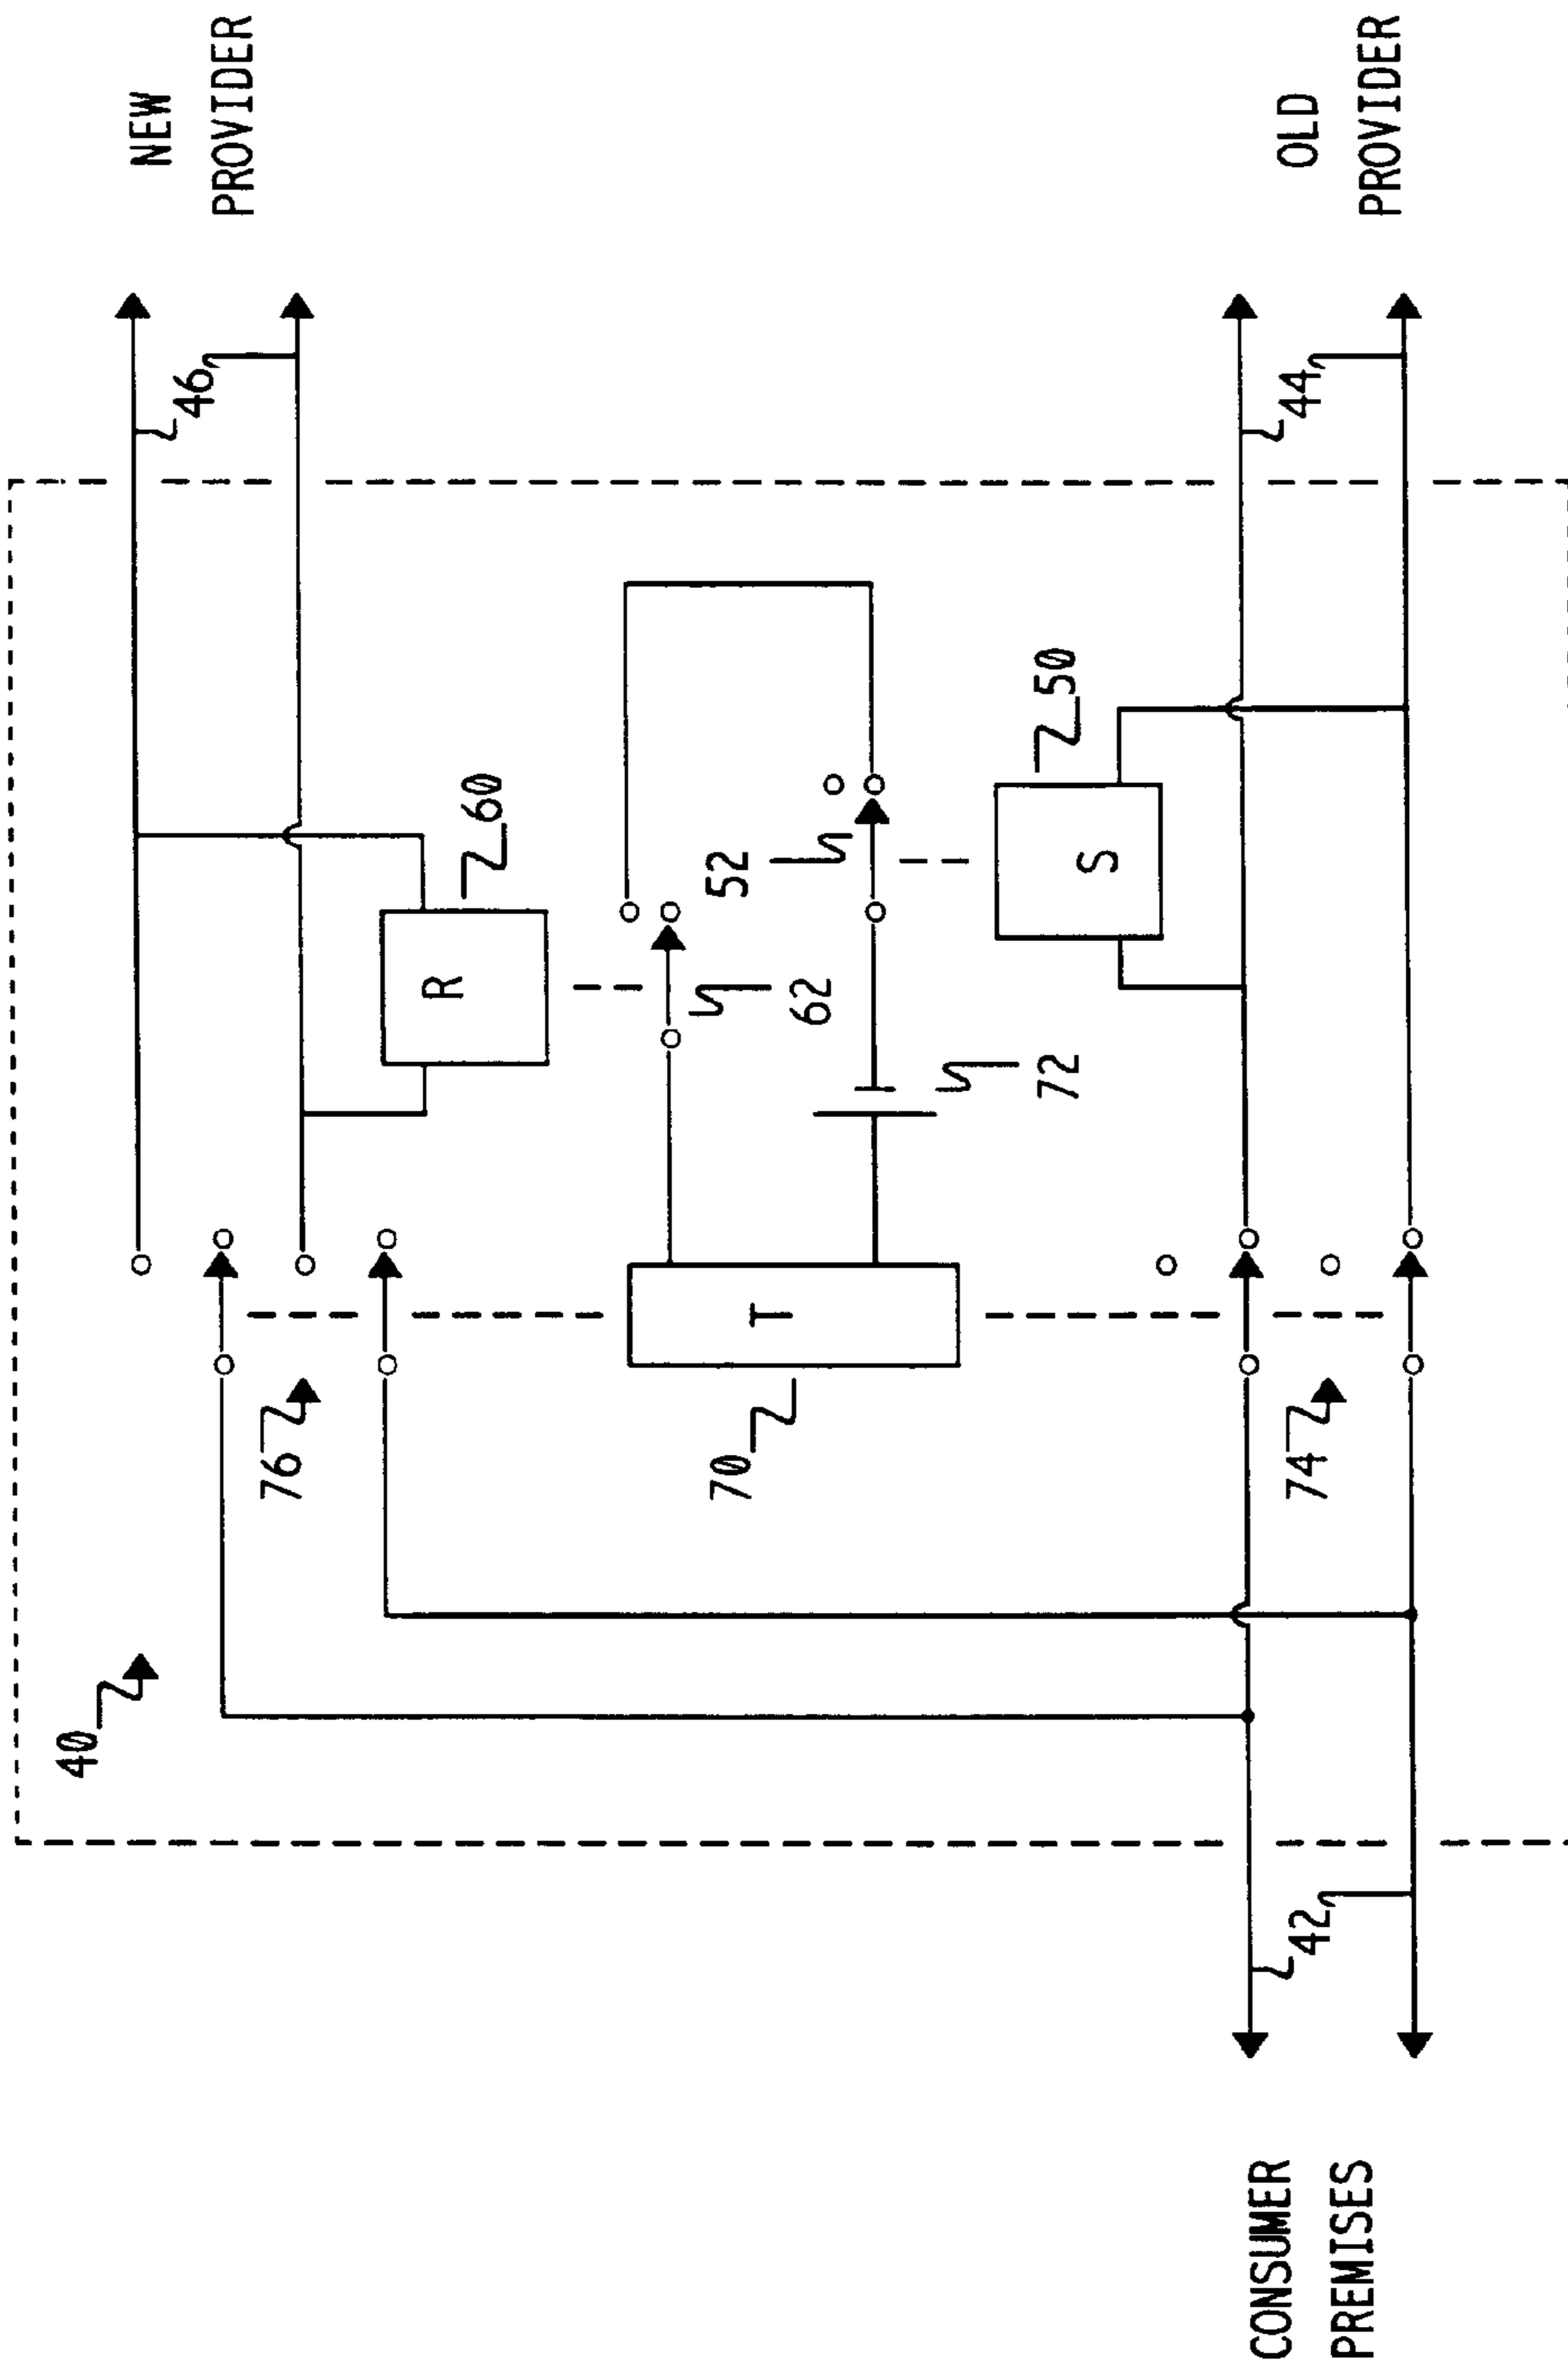 NEW
PROVIDER
46
40
76
R
60
62
52
70
T
72
S
50
74
44
42
CONSUMER
PREMISES
OLD
PROVIDER